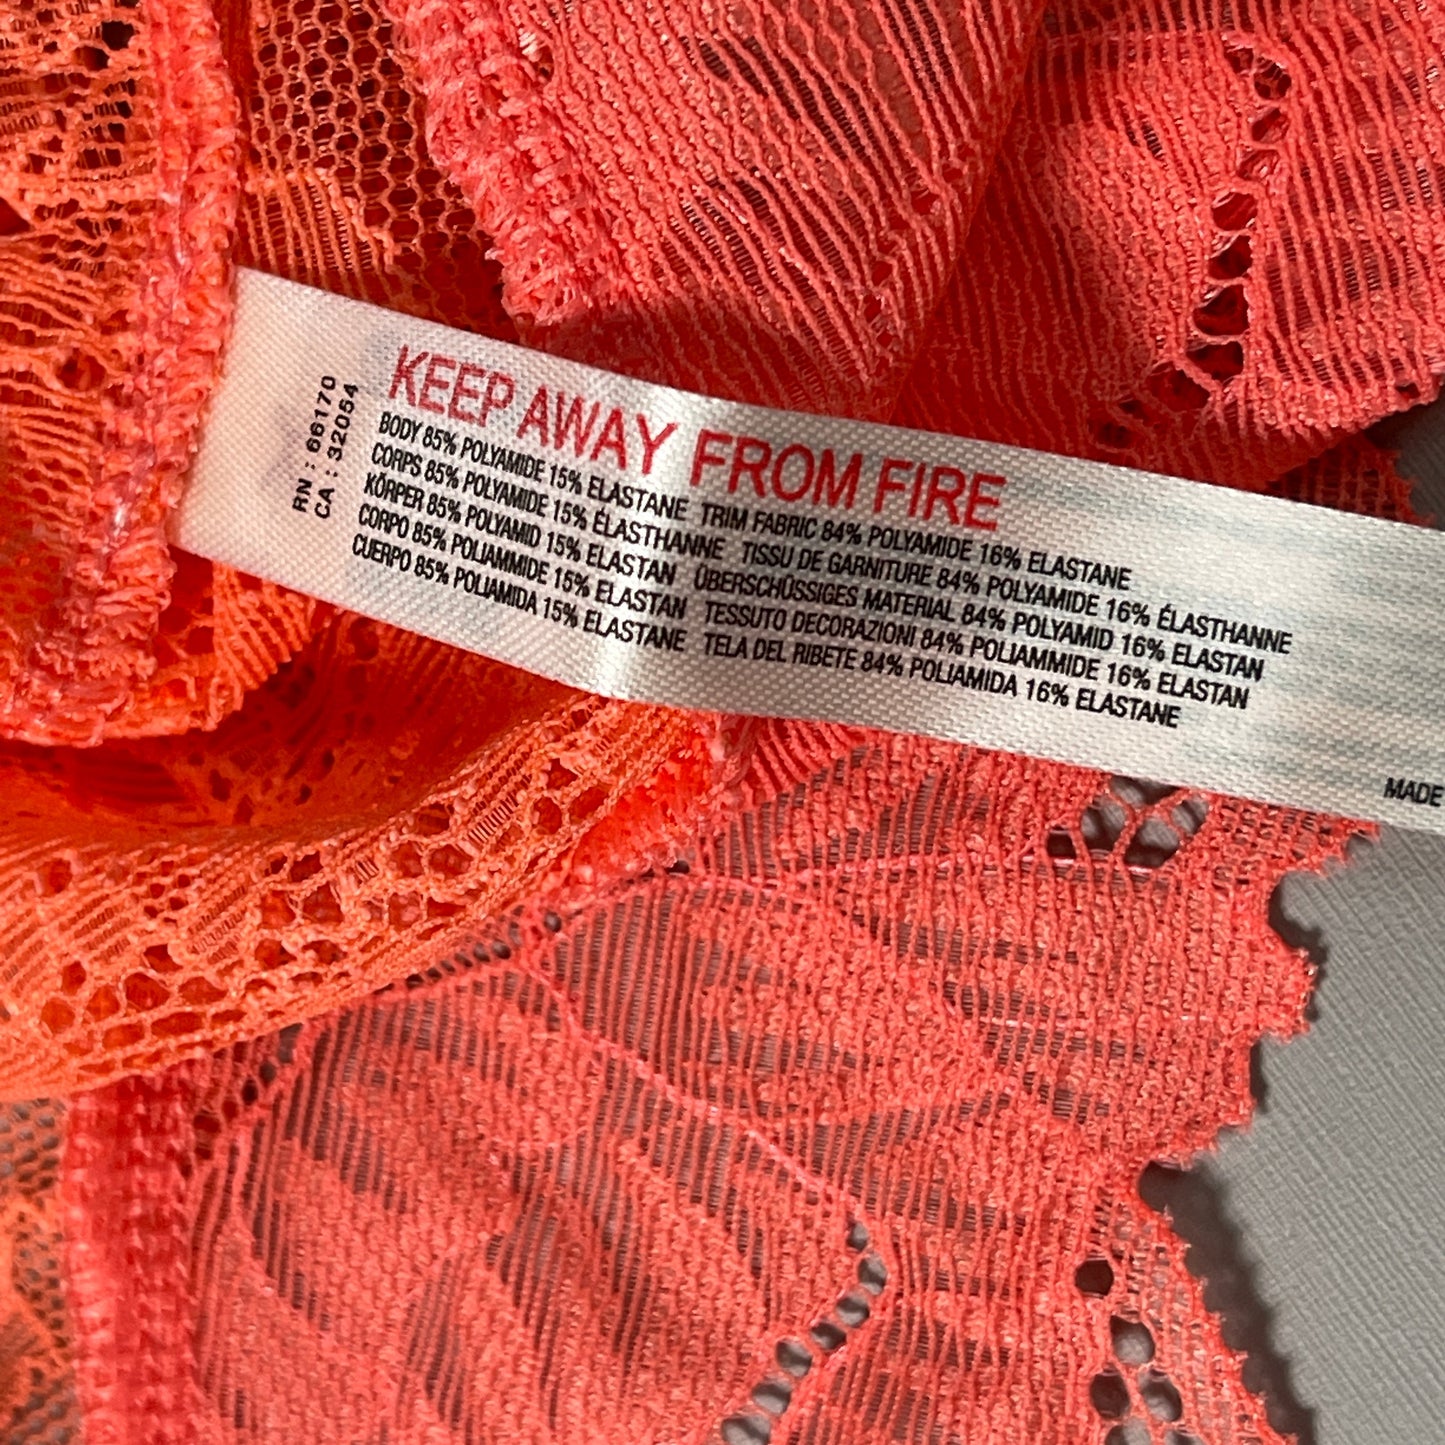 RN : 66170
CA : 32054
KEEP AWAY FROM FIRE
BODY 85% POLYAMIDE 15% ELASTANE TRIM FABRIC 84% POLYAMIDE 16% ELASTANE
CORPS 85% POLYAMIDE 15% ÉLASTHANNE TISSU DE GARNITURE 84% POLYAMIDE 16% ÉLASTHANNE
KÖRPER 85% POLYAMID 15% ELASTAN ÜBERSCHÜSSIGES MATERIAL 84% POLYAMID 16% ELASTAN
CORPO 85% POLIAMMIDE 15% ELASTAN TESSUTO DECORAZIONI 84% POLIAMMIDE 16% ELASTAN
CUERPO 85% POLIAMIDA 15% ELASTANE TELA DEL RIBETE 84% POLIAMIDA 16% ELASTANE
MADE